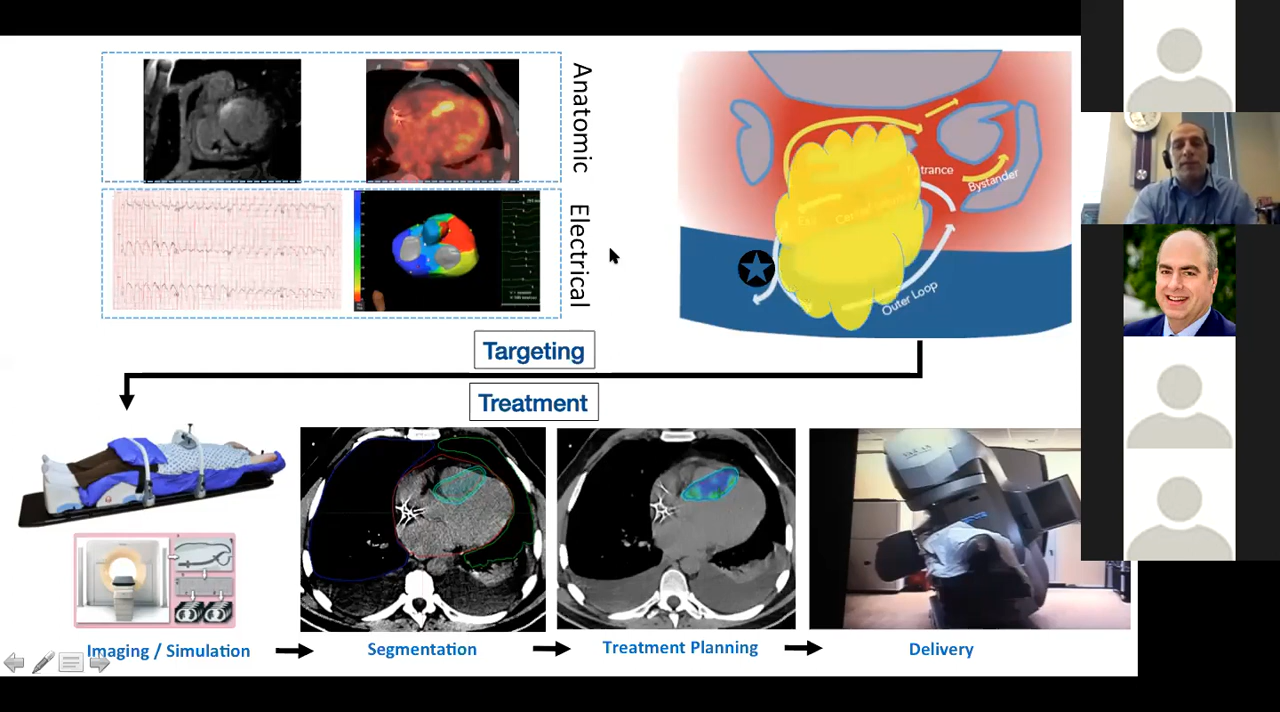 Anatomic
Electrical
Bystander
Outer Loop
Targeting
Treatment
Imaging / Simulation
Segmentation
Treatment Planning
Delivery